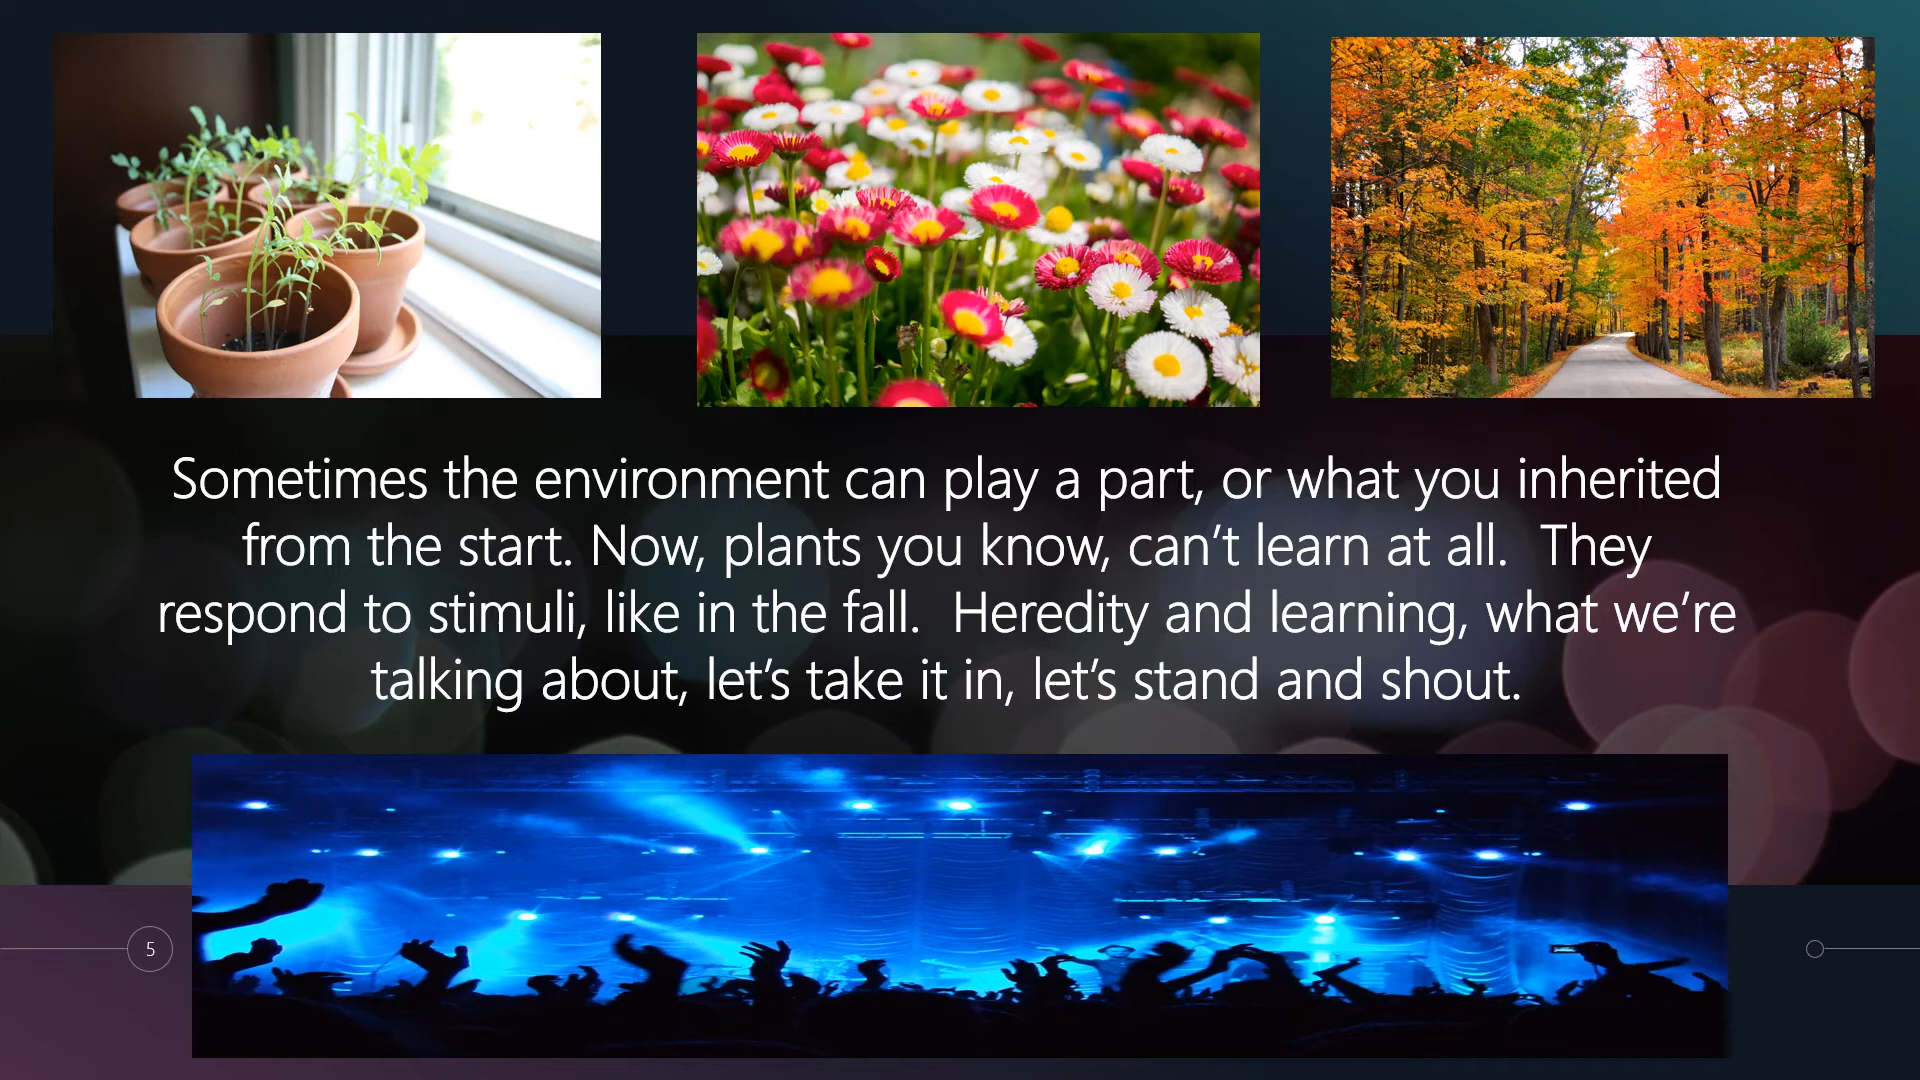 Sometimes the environment can play a part, or what you inherited
from the start. Now, plants you know, can’t learn at all.  They
respond to stimuli, like in the fall.  Heredity and learning, what we’re
talking about, let’s take it in, let’s stand and shout.
5